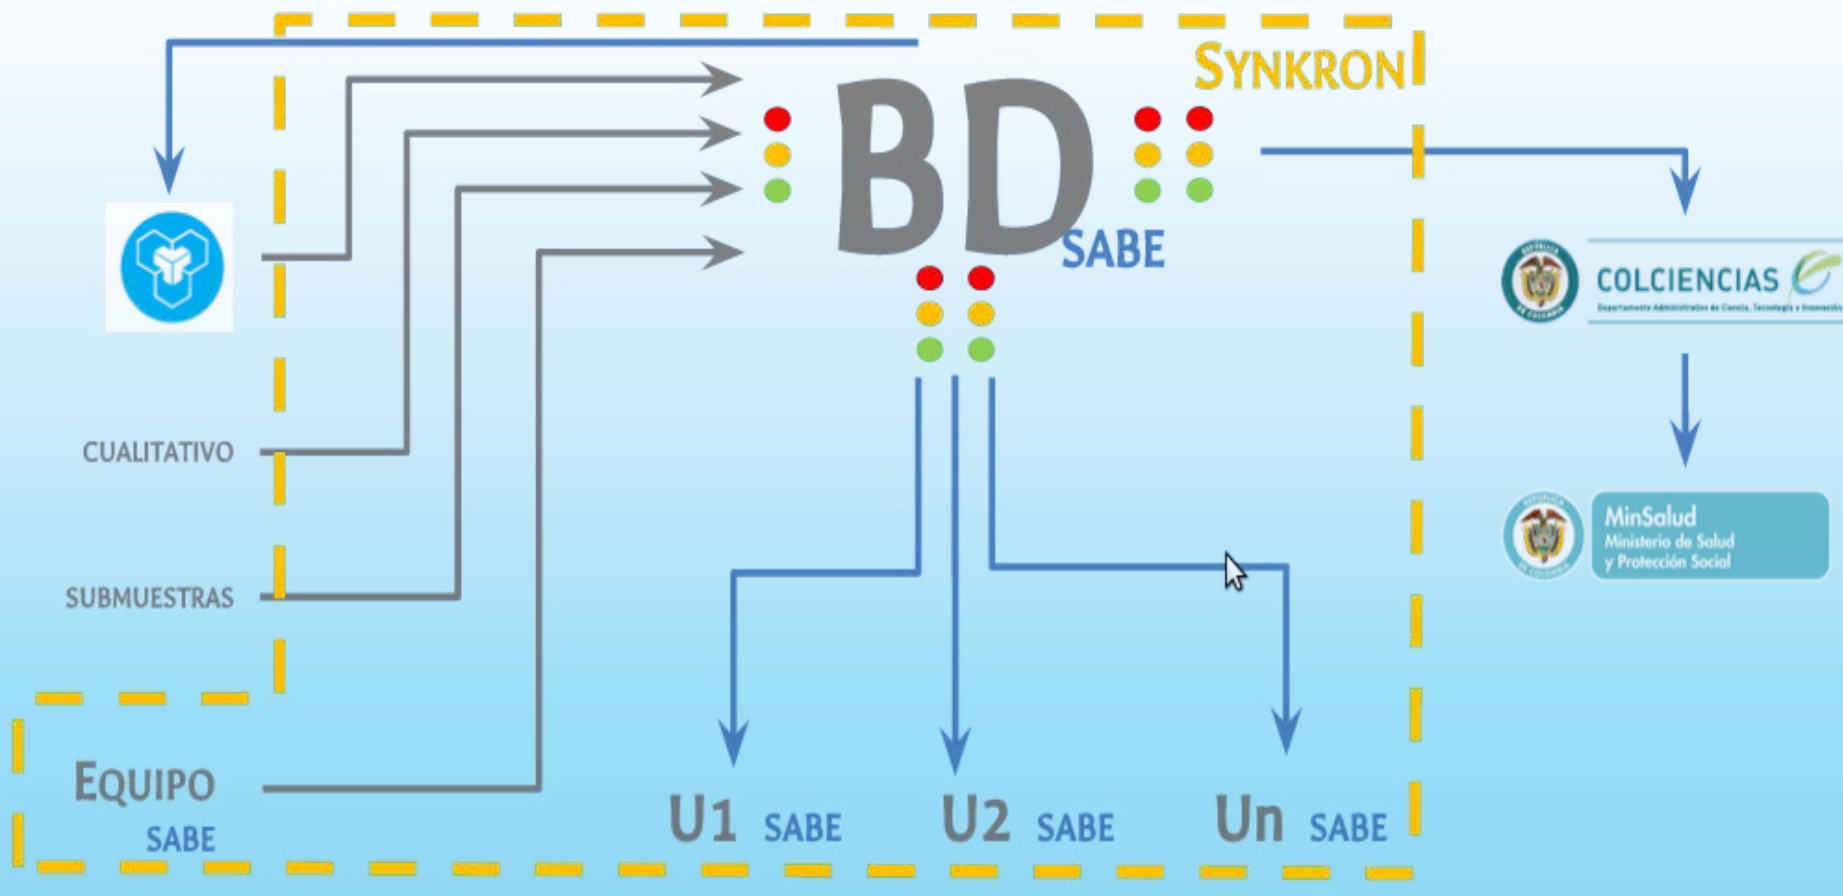 SYNKRON
BD
SABE
COLCIENCIAS
Departamento Administrativo de Ciencia, Tecnología e Innovación
CUALITATIVO
MinSalud
Ministerio de Salud
y Protección Social
SUBMUESTRAS
EQUIPO
SABE
U1 SABE
U2 SABE
Un SABE